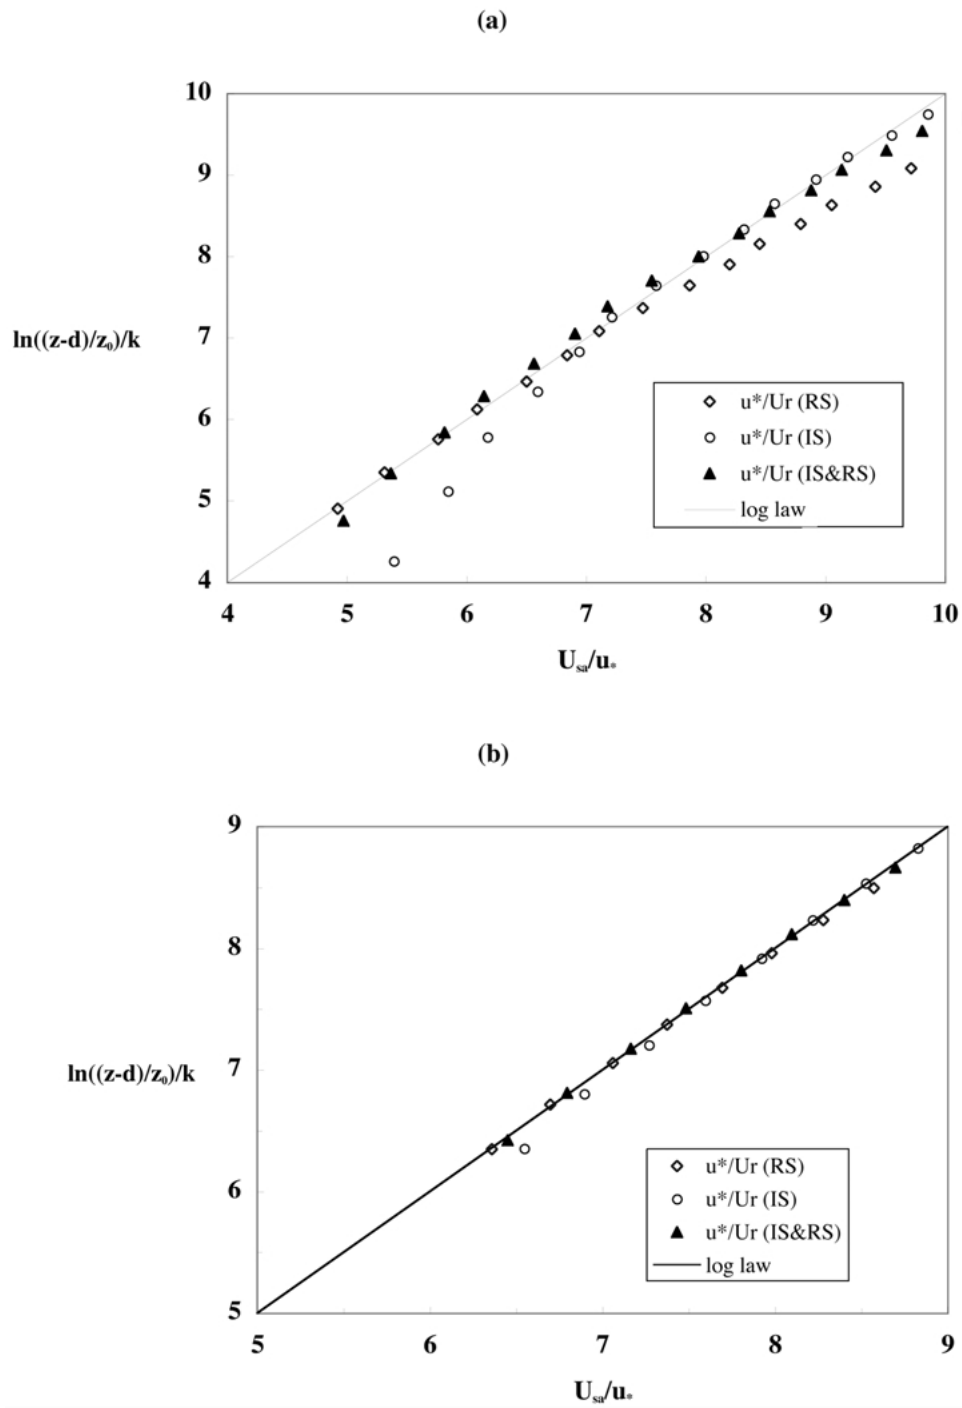 (a)
10
9
8
7
6
5
4
ln((z-d)/z₀)/k
u*/Ur (RS)
u*/Ur (IS)
u*/Ur (IS&RS)
log law
4 5 6 7 8 9 10
Uₛₐ/u*
(b)
9
8
7
6
5
ln((z-d)/z₀)/k
u*/Ur (RS)
u*/Ur (IS)
u*/Ur (IS&RS)
log law
5 6 7 8 9
Uₛₐ/u*